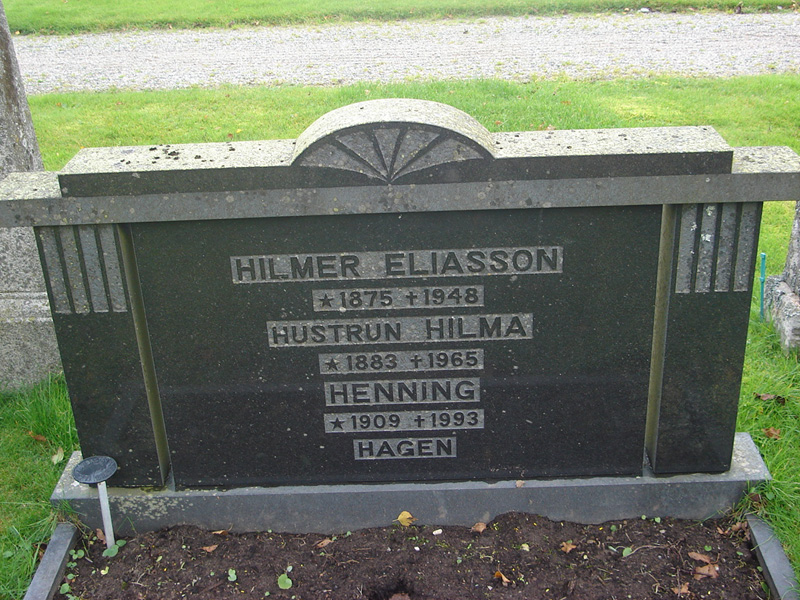 HILMER ELIASSON
★1875 ✝1948
HUSTRUN HILMA
★1883 ✝1965
HENNING
★1909 ✝1993
HAGEN